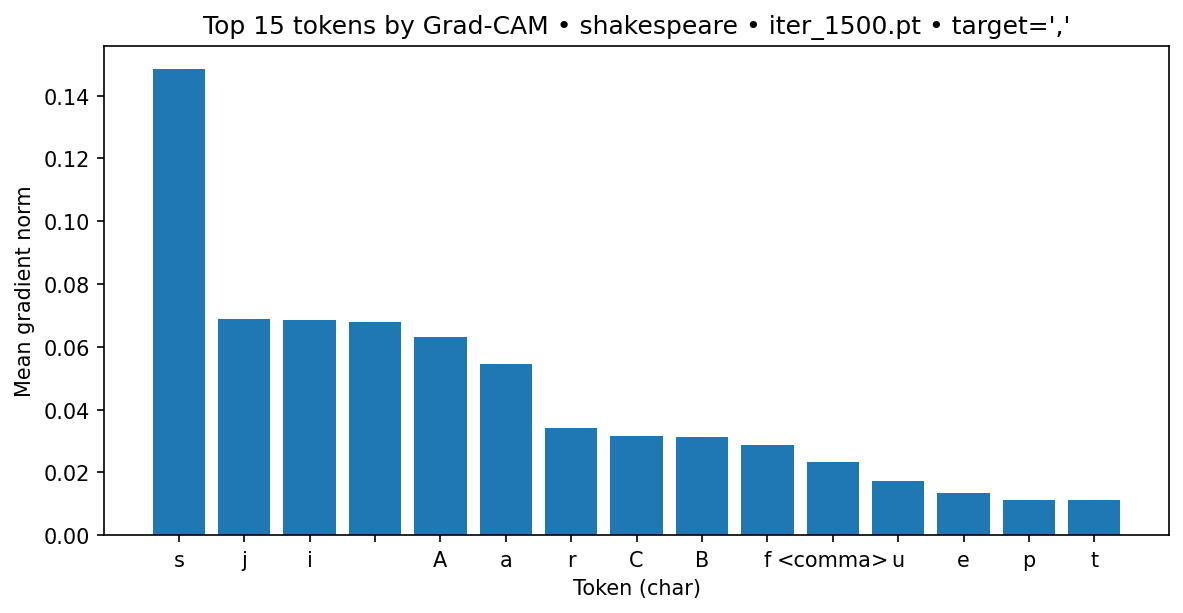 Top 15 tokens by Grad-CAM • shakespeare • iter_1500.pt • target=','
Mean gradient norm
0.14
0.12
0.10
0.08
0.06
0.04
0.02
0.00
s j i A a r C B f <comma> u e p t
Token (char)